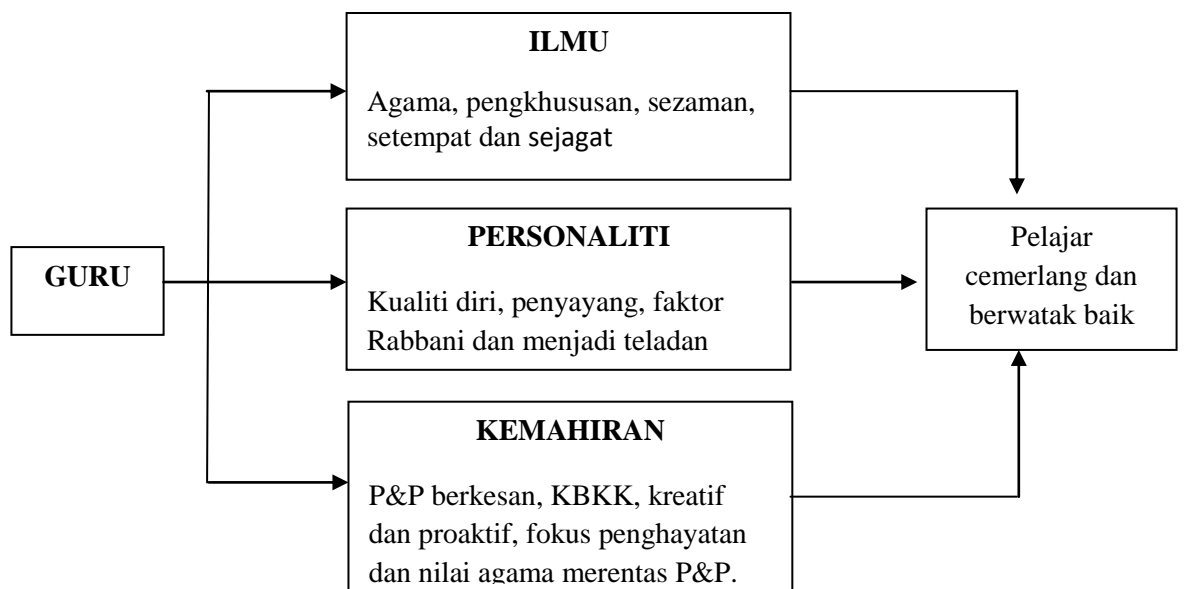 ILMU
Agama, pengkhususan, sezaman,
setempat dan sejagat
PERSONALITI
Kualiti diri, penyayang, faktor
Rabbani dan menjadi teladan
GURU
Pelajar
cemerlang dan
berwatak baik
KEMAHIRAN
P&P berkesan, KBKK, kreatif
dan proaktif, fokus penghayatan
dan nilai agama merentas P&P.